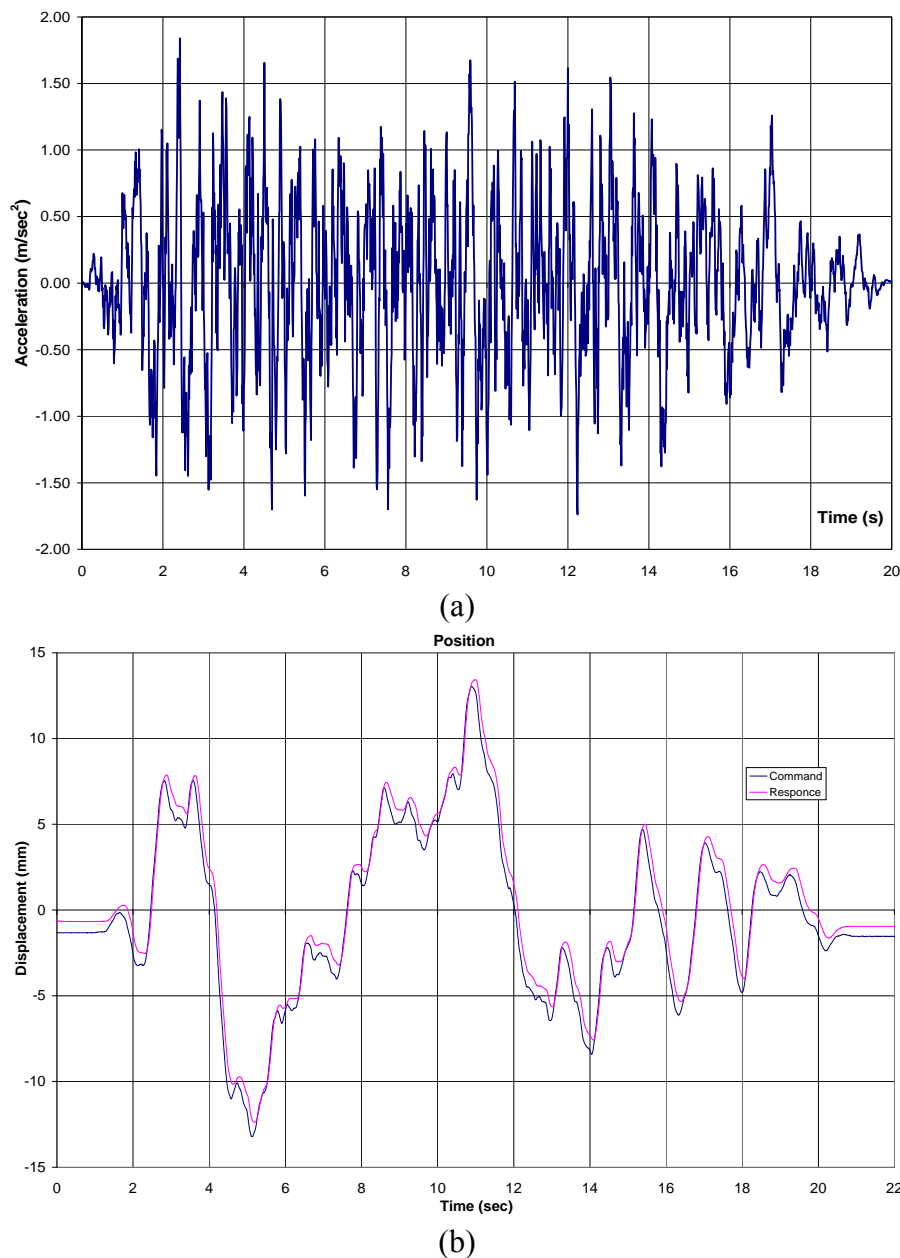 2.00
1.50
1.00
0.50
0.00
-0.50
-1.00
-1.50
-2.00
Acceleration (m/sec²)
Time (s)
0 2 4 6 8 10 12 14 16 18 20
(a)
Position
15
10
5
0
-5
-10
-15
Displacement (mm)
Command
Responce
0 2 4 6 8 10 12 14 16 18 20 22
Time (sec)
(b)